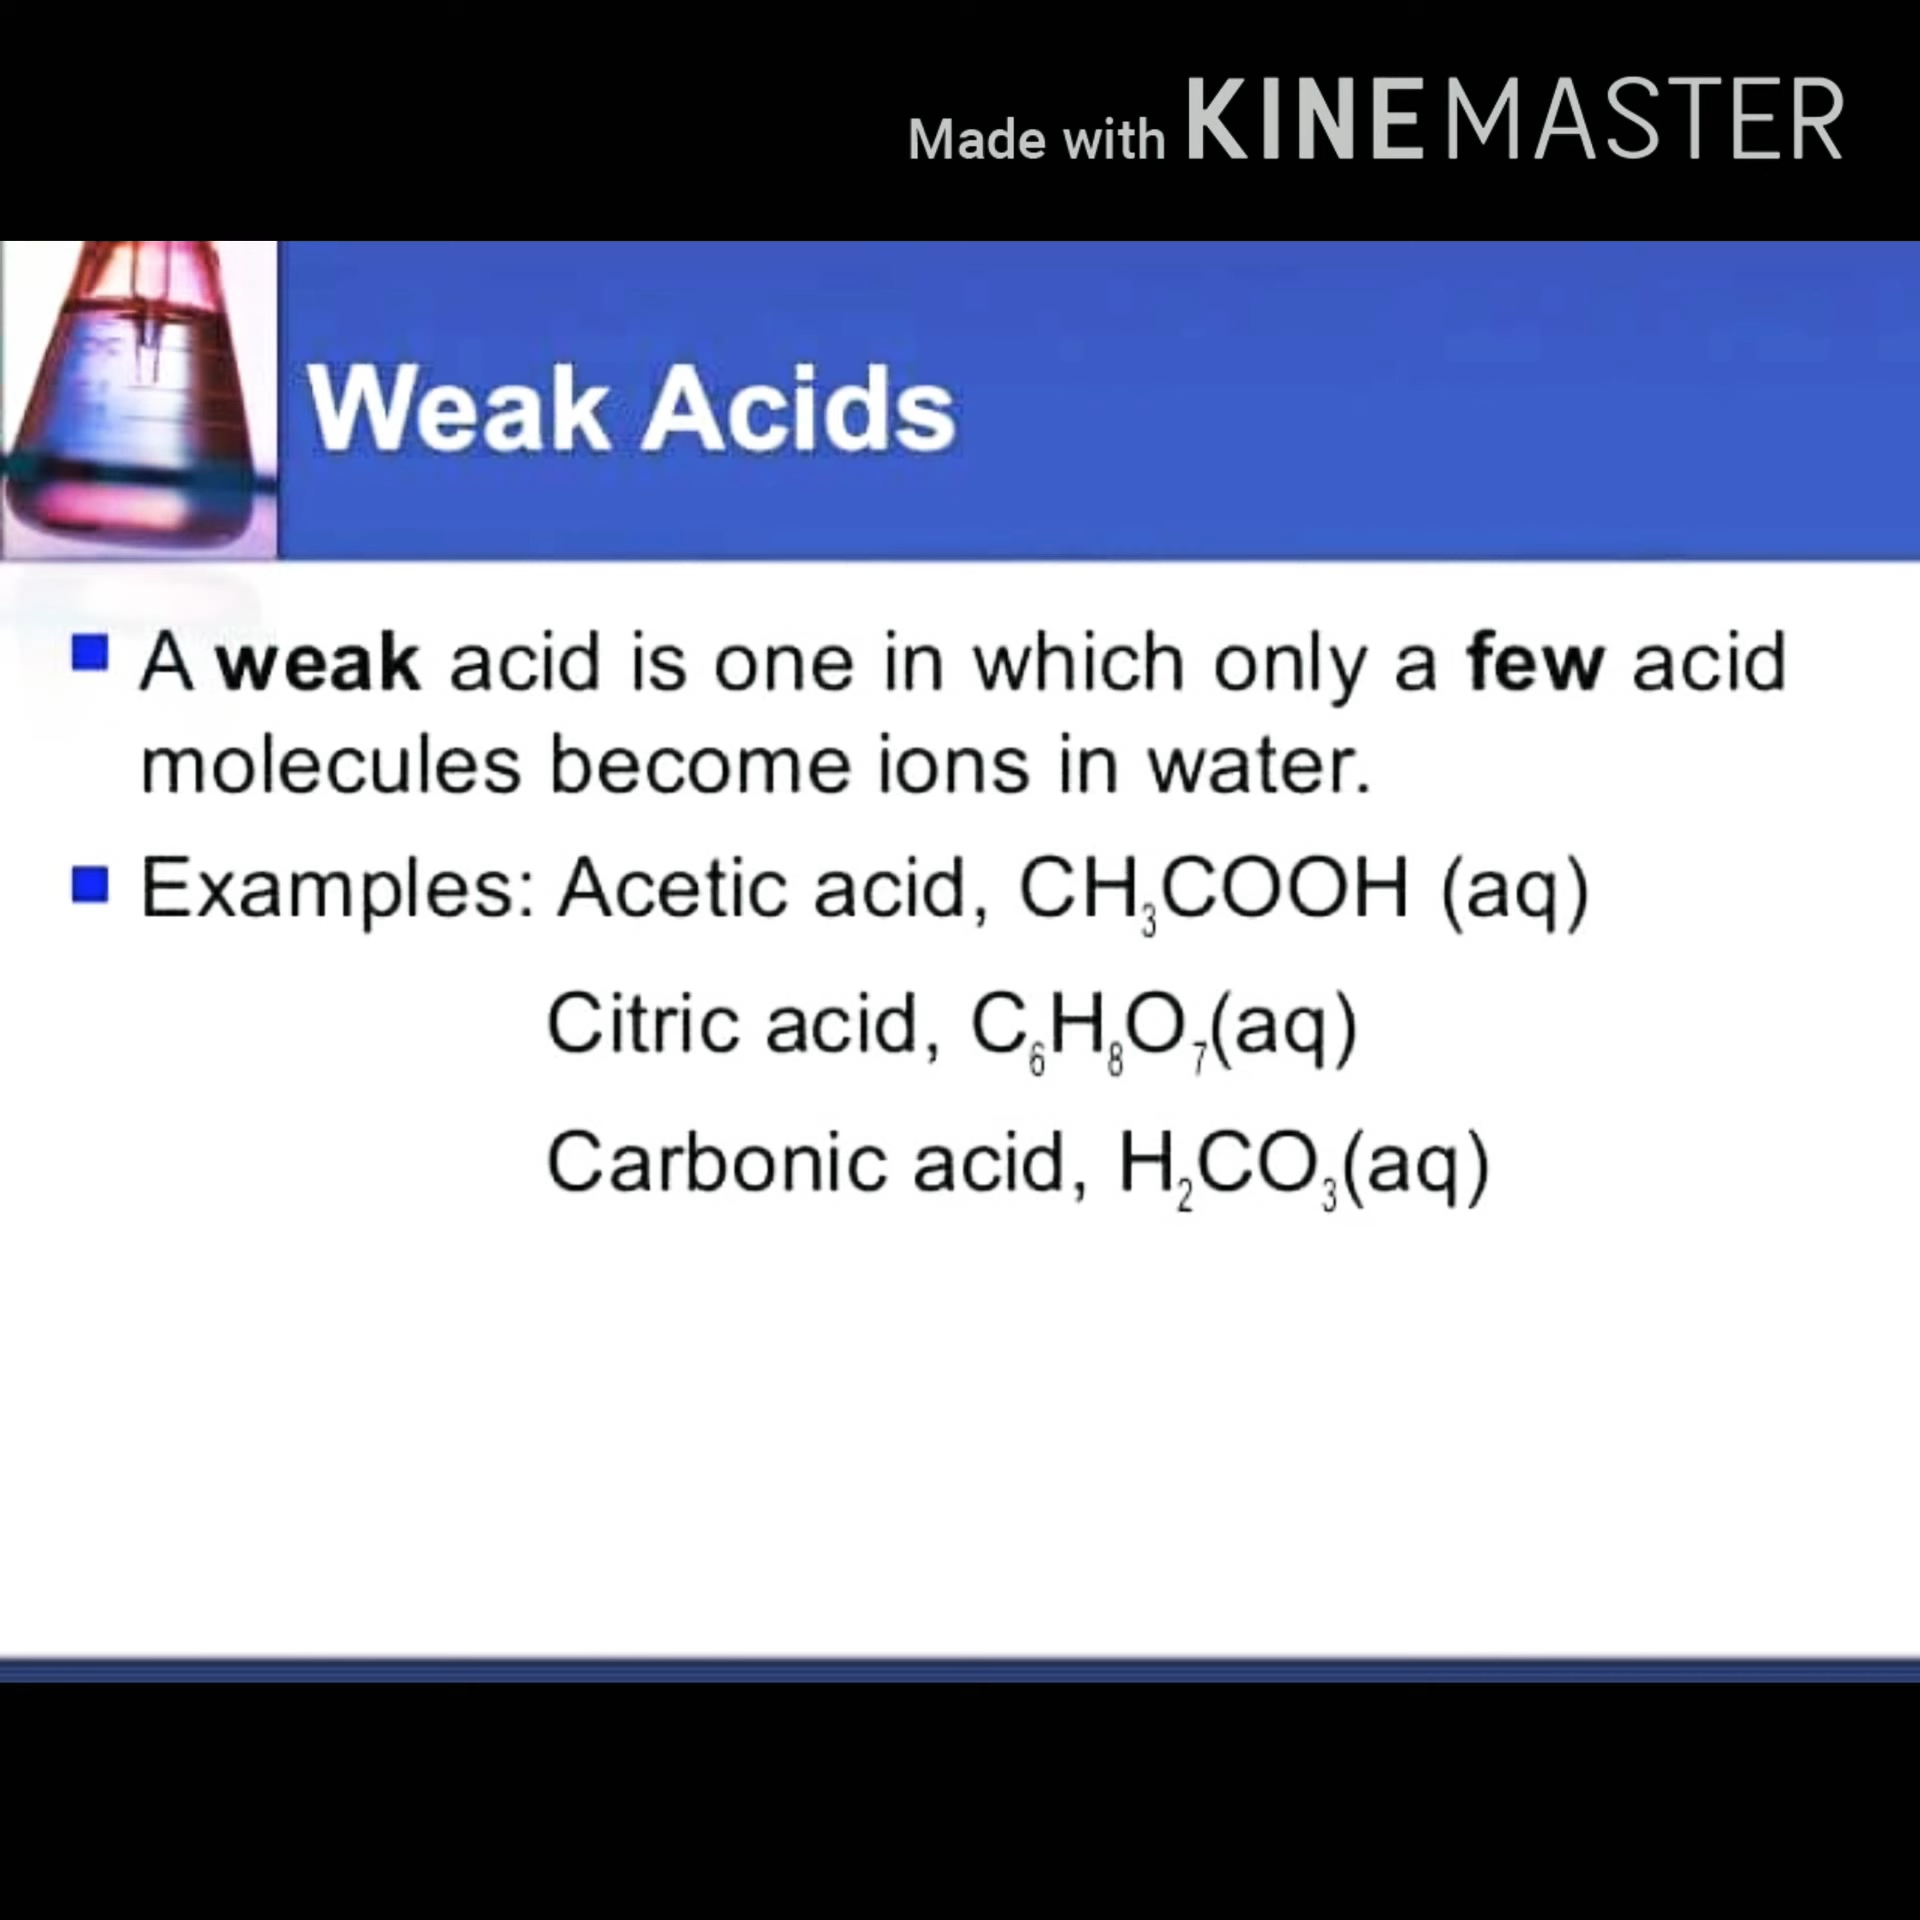 Made with KINEMASTER
Weak Acids
A weak acid is one in which only a few acid
molecules become ions in water.
Examples: Acetic acid, CH₃COOH (aq)
Citric acid, C₆H₈O₇(aq)
Carbonic acid, H₂CO₃(aq)